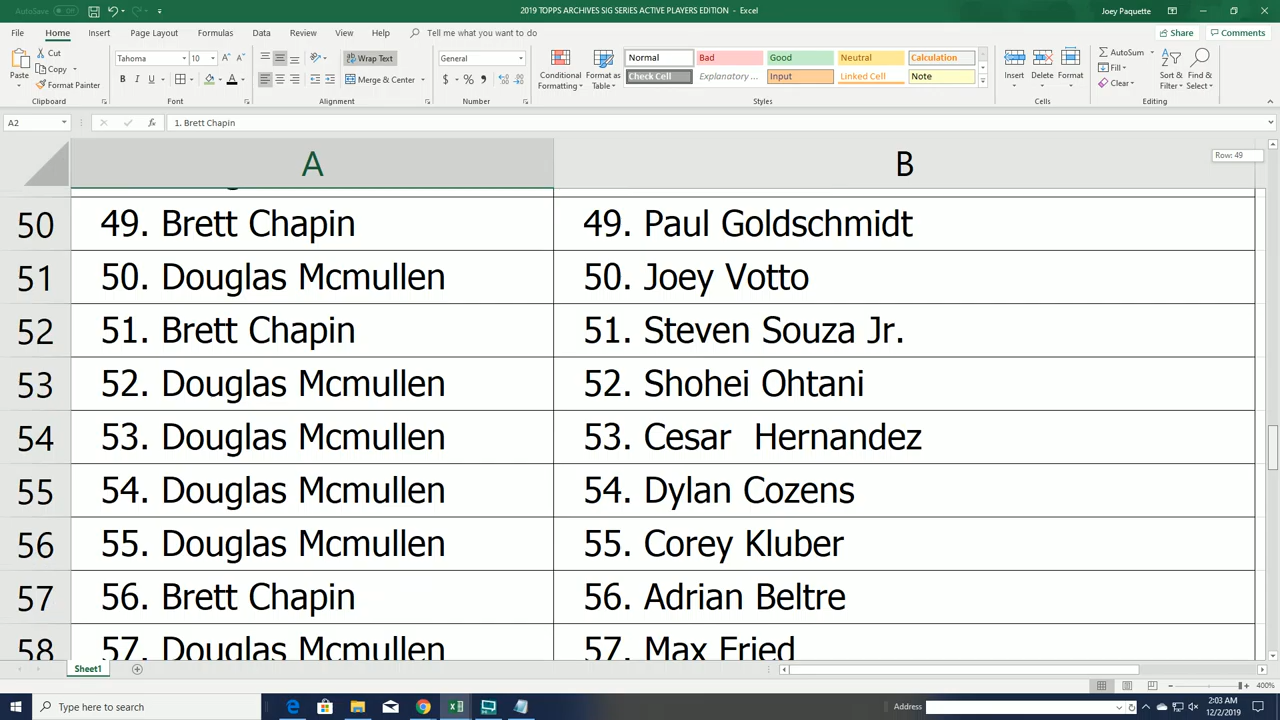 AutoSave Off 2019 TOPPS ARCHIVES SIG SERIES ACTIVE PLAYERS EDITION - Excel Joey Paquette
File Home Insert Page Layout Formulas Data Review View Help Tell me what you want to do Share Comments
Paste Cut Copy Format Painter
Tahoma 10 Wrap Text General
B I U A Merge & Center $ % ,
Conditional Formatting Format as Table
Normal Bad Good Neutral Calculation
Check Cell Explanatory ... Input Linked Cell Note
Insert Delete Format
AutoSum Fill Clear Sort & Filter Find & Select
Clipboard Font Alignment Number Styles Cells Editing
A2 fx 1. Brett Chapin
A B
Row: 49
50 49. Brett Chapin 49. Paul Goldschmidt
51 50. Douglas Mcmullen 50. Joey Votto
52 51. Brett Chapin 51. Steven Souza Jr.
53 52. Douglas Mcmullen 52. Shohei Ohtani
54 53. Douglas Mcmullen 53. Cesar  Hernandez
55 54. Douglas Mcmullen 54. Dylan Cozens
56 55. Douglas Mcmullen 55. Corey Kluber
57 56. Brett Chapin 56. Adrian Beltre
58 57. Douglas Mcmullen 57. Max Fried
Sheet1
400%
Type here to search Address 2:03 AM
12/2/2019